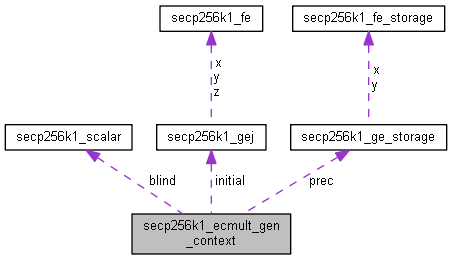 secp256k1_fe
secp256k1_fe_storage
x
y
z
x
y
secp256k1_scalar
secp256k1_gej
secp256k1_ge_storage
blind
initial
prec
secp256k1_ecmult_gen
_context